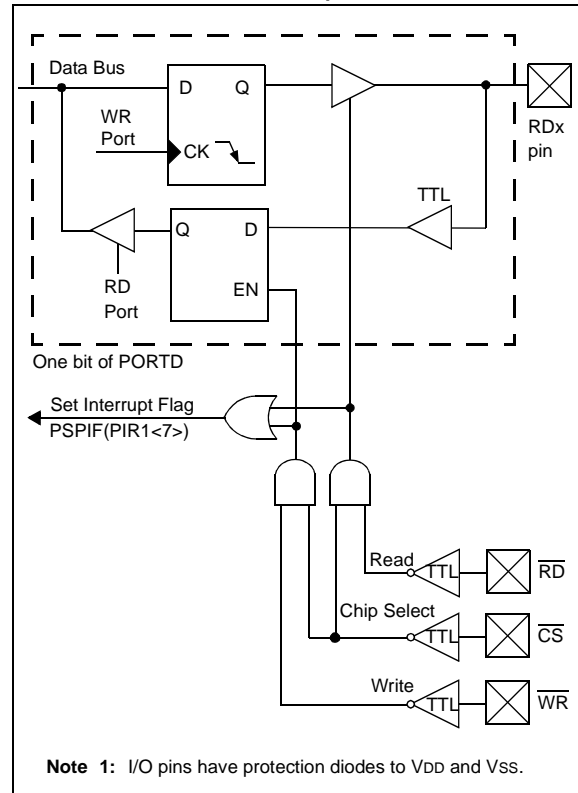 Data Bus
D Q
WR
Port
CK
RDx
pin
TTL
Q D
RD
Port
EN
One bit of PORTD
Set Interrupt Flag
PSPIF(PIR1<7>)
Read
TTL
RD
Chip Select
TTL
CS
Write
TTL
WR
Note 1: I/O pins have protection diodes to VDD and VSS.